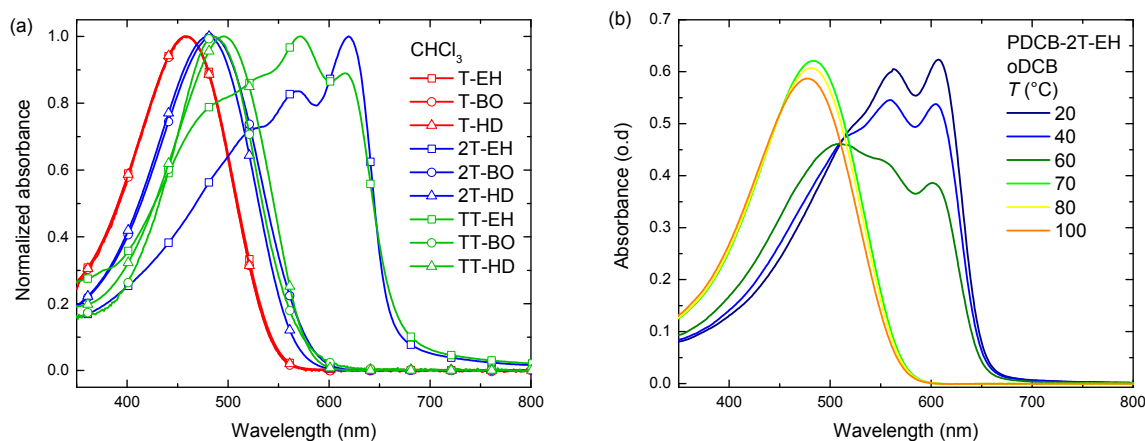 (a)
CHCl3
T-EH
T-BO
T-HD
2T-EH
2T-BO
2T-HD
TT-EH
TT-BO
TT-HD
Normalized absorbance
1.0
0.8
0.6
0.4
0.2
0.0
400 500 600 700 800
Wavelength (nm)
(b)
PDCB-2T-EH
oDCB
T (°C)
20
40
60
70
80
100
Absorbance (o.d)
0.7
0.6
0.5
0.4
0.3
0.2
0.1
0.0
400 500 600 700 800
Wavelength (nm)